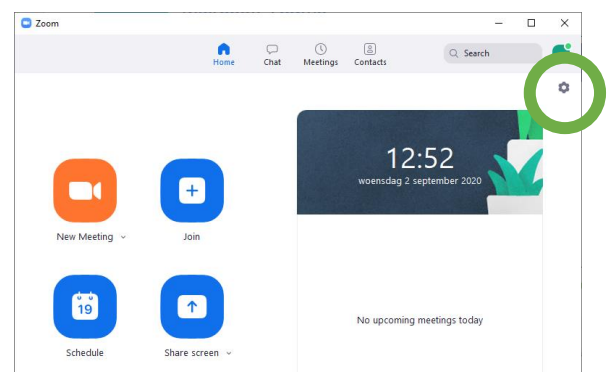 Zoom
Home Chat Meetings Contacts Search
12:52
woensdag 2 september 2020
New Meeting Join
19
Schedule Share screen
No upcoming meetings today